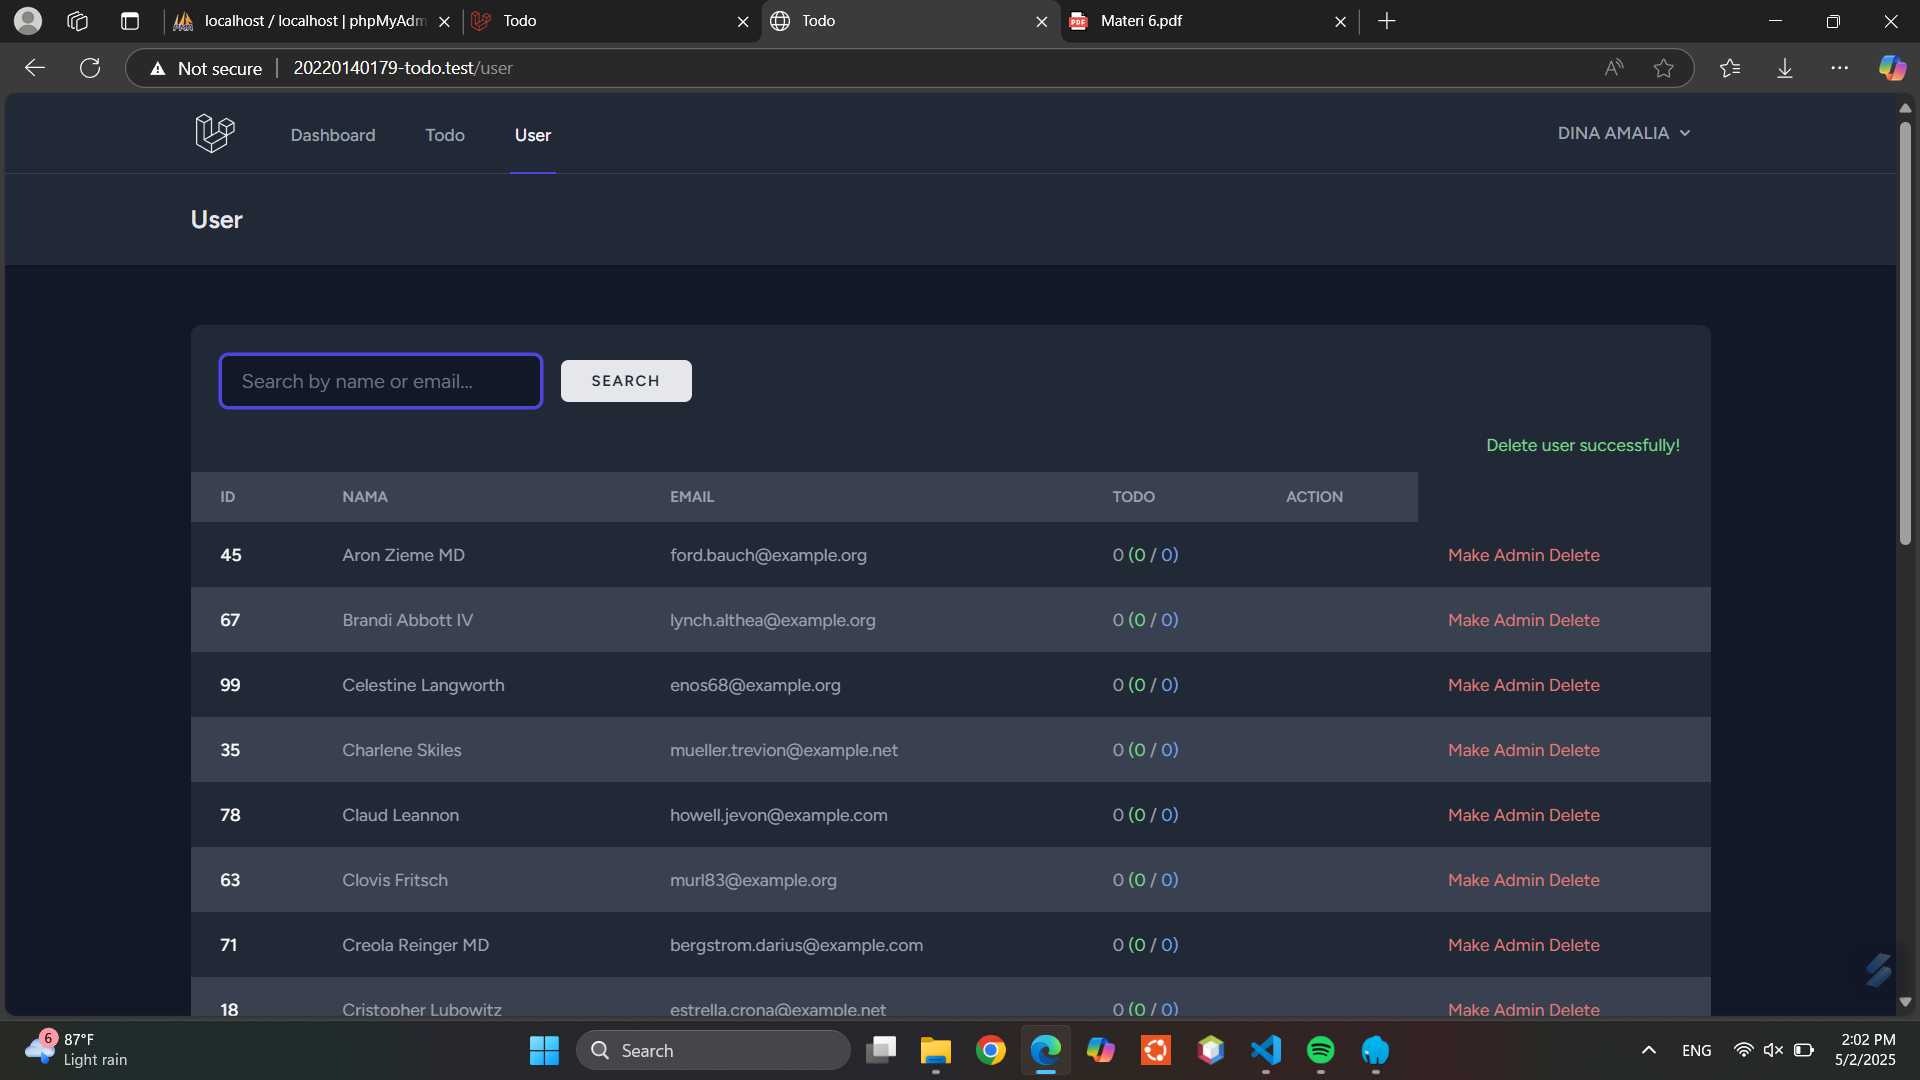 localhost / localhost | phpMyAdm
Todo
Todo
Materi 6.pdf
Not secure
20220140179-todo.test/user
Dashboard
Todo
User
DINA AMALIA
User
Search by name or email...
SEARCH
Delete user successfully!
ID NAMA EMAIL TODO ACTION
45 Aron Zieme MD ford.bauch@example.org 0 (0 / 0) Make Admin Delete
67 Brandi Abbott IV lynch.althea@example.org 0 (0 / 0) Make Admin Delete
99 Celestine Langworth enos68@example.org 0 (0 / 0) Make Admin Delete
35 Charlene Skiles mueller.trevion@example.net 0 (0 / 0) Make Admin Delete
78 Claud Leannon howell.jevon@example.com 0 (0 / 0) Make Admin Delete
63 Clovis Fritsch murl83@example.org 0 (0 / 0) Make Admin Delete
71 Creola Reinger MD bergstrom.darius@example.com 0 (0 / 0) Make Admin Delete
18 Cristopher Lubowitz estrella.crona@example.net 0 (0 / 0) Make Admin Delete
6
87°F
Light rain
Search
ENG
2:02 PM
5/2/2025